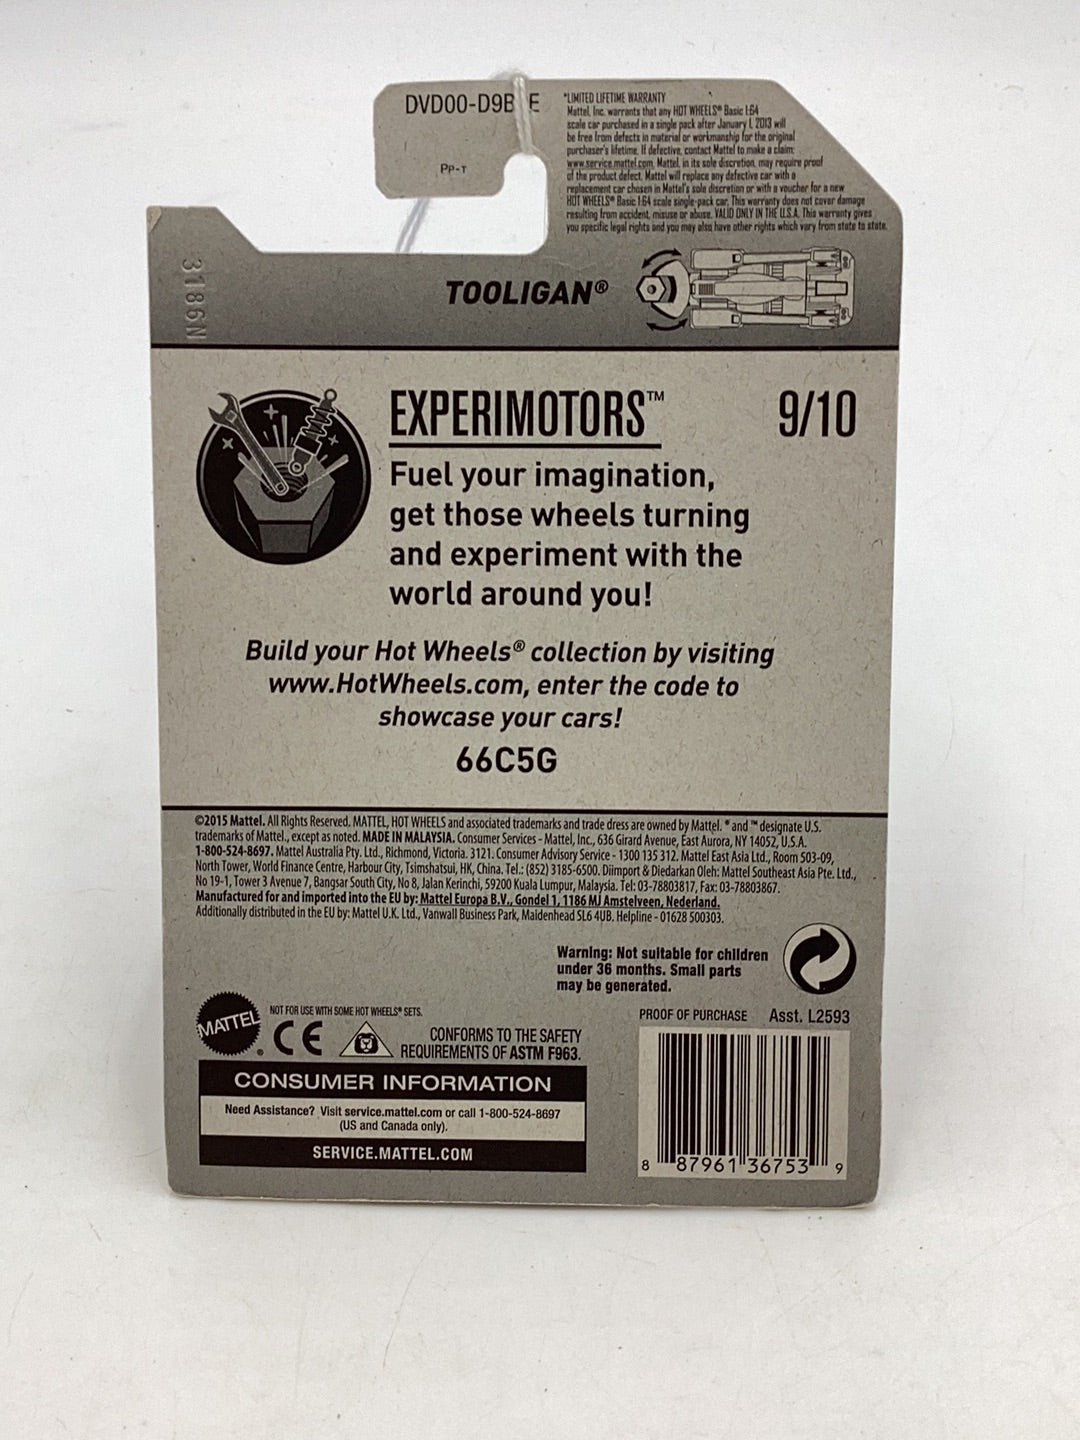 DVD00-D9B E
PP-T
*LIMITED LIFETIME WARRANTY
Mattel, Inc. warrants that any HOT WHEELS® Basic 1:64
scale car purchased in a single pack after January 1, 2013 will
be free from defects in material or workmanship for the original
purchaser's lifetime. If defective, contact Mattel to make a claim:
www.service.mattel.com. Mattel, in its sole discretion, may require proof
of the product defect. Mattel will replace any defective car with a
replacement car chosen in Mattel's sole discretion or with a voucher for a new
HOT WHEELS® Basic 1:64 scale single-pack car. This warranty does not cover damage
resulting from accident, misuse or abuse. VALID ONLY IN THE U.S.A. This warranty gives
you specific legal rights and you may also have other rights which vary from state to state.
3186N
TOOLIGAN®
EXPERIMOTORS™ 9/10
Fuel your imagination,
get those wheels turning
and experiment with the
world around you!
Build your Hot Wheels® collection by visiting
www.HotWheels.com, enter the code to
showcase your cars!
66C5G
©2015 Mattel. All Rights Reserved. MATTEL, HOT WHEELS and associated trademarks and trade dress are owned by Mattel. ® and ™ designate U.S.
trademarks of Mattel., except as noted. MADE IN MALAYSIA. Consumer Services - Mattel, Inc., 636 Girard Avenue, East Aurora, NY 14052, U.S.A.
1-800-524-8697. Mattel Australia Pty. Ltd., Richmond, Victoria. 3121. Consumer Advisory Service - 1300 135 312. Mattel East Asia Ltd., Room 503-09,
North Tower, World Finance Centre, Harbour City, Tsimshatsui, HK, China. Tel.: (852) 3185-6500. Diimport & Diedarkan Oleh: Mattel Southeast Asia Pte. Ltd.,
No 19-1, Tower 3 Avenue 7, Bangsar South City, No 8, Jalan Kerinchi, 59200 Kuala Lumpur, Malaysia. Tel: 03-78803817, Fax: 03-78803867.
Manufactured for and imported into the EU by: Mattel Europa B.V., Gondel 1, 1186 MJ Amstelveen, Nederland.
Additionally distributed in the EU by: Mattel U.K. Ltd., Vanwall Business Park, Maidenhead SL6 4UB. Helpline - 01628 500303.
Warning: Not suitable for children
under 36 months. Small parts
may be generated.
MATTEL®
NOT FOR USE WITH SOME HOT WHEELS® SETS.
CE
CONFORMS TO THE SAFETY
REQUIREMENTS OF ASTM F963.
CONSUMER INFORMATION
Need Assistance? Visit service.mattel.com or call 1-800-524-8697
(US and Canada only).
SERVICE.MATTEL.COM
PROOF OF PURCHASE Asst. L2593
8 87961 36753 9